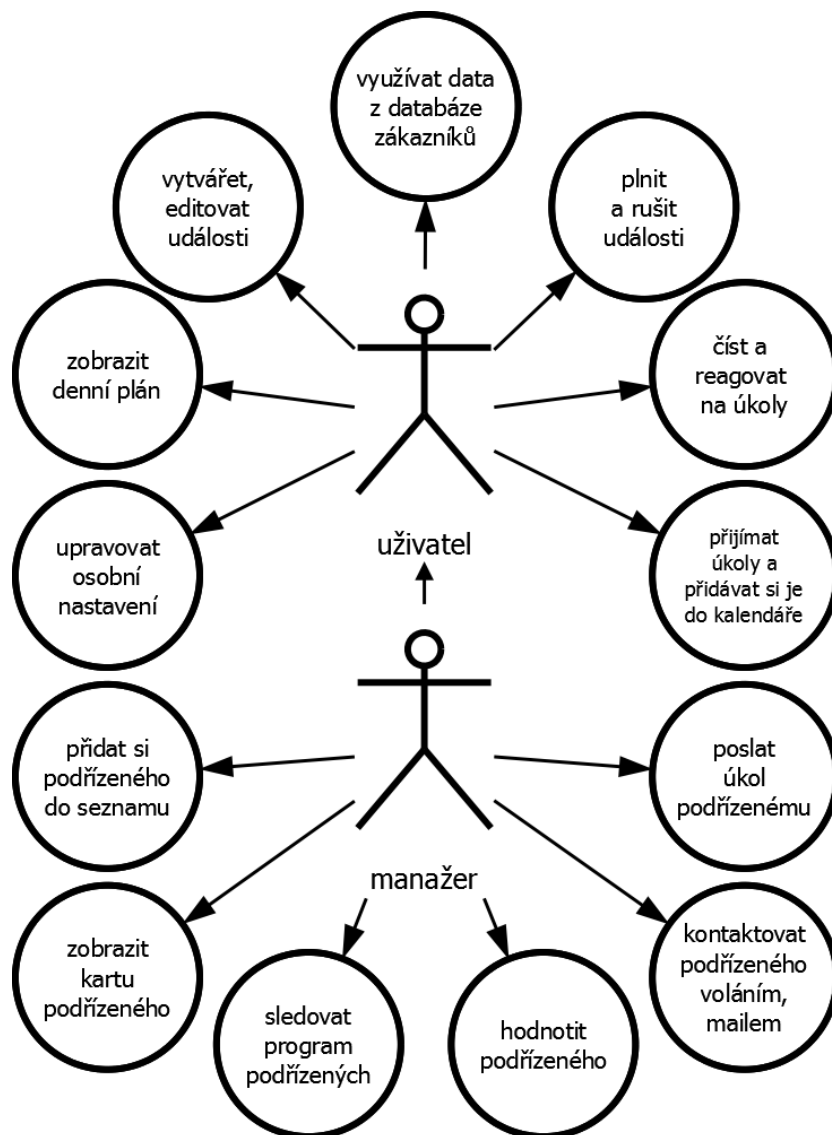 využívat data
z databáze
zákazníků
vytvářet,
editovat
události
plnit
a rušit
události
zobrazit
denní plán
číst a
reagovat
na úkoly
upravovat
osobní
nastavení
uživatel
přijímat
úkoly a
přidávat si je
do kalendáře
přidat si
podřízeného
do seznamu
poslat
úkol
podřízenému
manažer
zobrazit
kartu
podřízeného
kontaktovat
podřízeného
voláním,
mailem
sledovat
program
podřízených
hodnotit
podřízeného